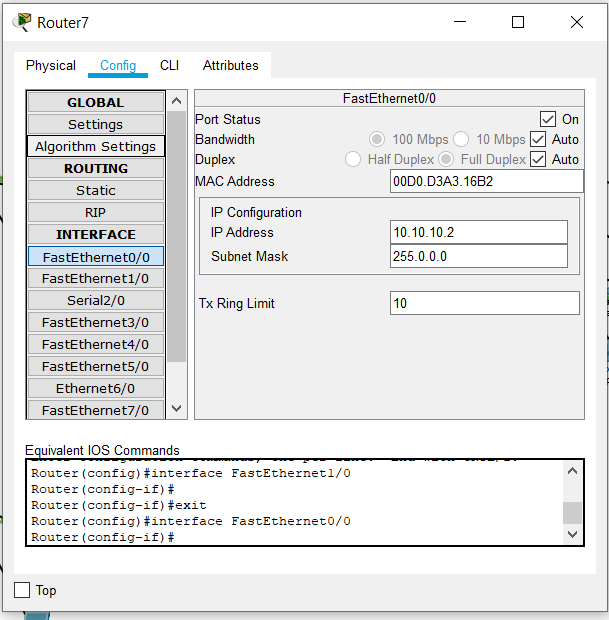 Router7
Physical Config CLI Attributes
GLOBAL
Settings
Algorithm Settings
ROUTING
Static
RIP
INTERFACE
FastEthernet0/0
FastEthernet1/0
Serial2/0
FastEthernet3/0
FastEthernet4/0
FastEthernet5/0
Ethernet6/0
FastEthernet7/0
FastEthernet0/0
Port Status On
Bandwidth 100 Mbps 10 Mbps Auto
Duplex Half Duplex Full Duplex Auto
MAC Address 00D0.D3A3.16B2
IP Configuration
IP Address 10.10.10.2
Subnet Mask 255.0.0.0
Tx Ring Limit 10
Equivalent IOS Commands
Router(config)#interface FastEthernet1/0
Router(config-if)#
Router(config-if)#exit
Router(config)#interface FastEthernet0/0
Router(config-if)#
Top